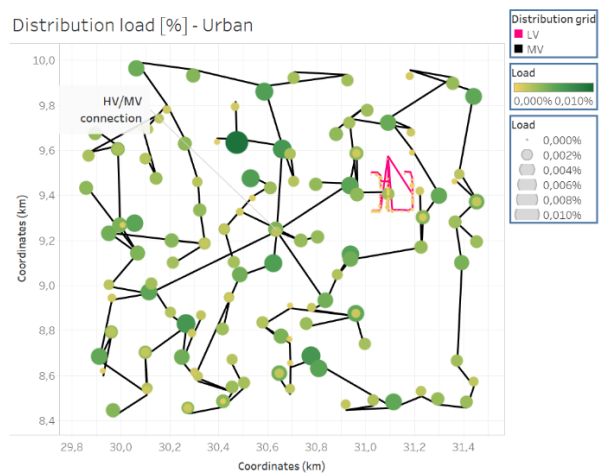 Distribution load [%] - Urban
Distribution grid
LV
MV
Load
0,000% 0,010%
Load
0,000%
0,002%
0,004%
0,006%
0,008%
0,010%
HV/MV
connection
Coordinates (km)
10,0
9,8
9,6
9,4
9,2
9,0
8,8
8,6
8,4
29,8 30,0 30,2 30,4 30,6 30,8 31,0 31,2 31,4
Coordinates (km)